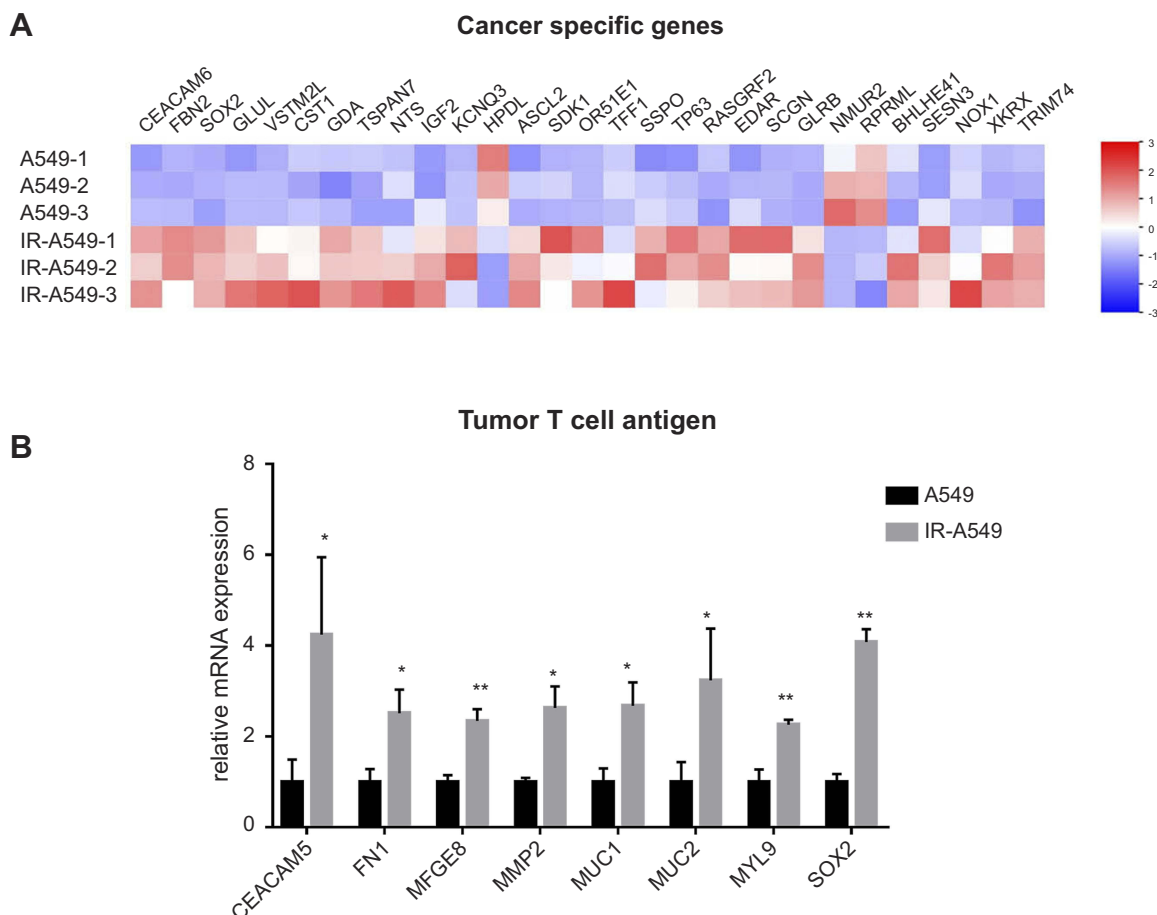 A
Cancer specific genes
CEACAM6 FBN2 SOX2 GLUL VSTM2L CST1 GDA TSPAN7 NTS IGF2 KCNQ3 HPDL ASCL2 SDK1 OR51E1 TFF1 SSPO TP63 RASGRF2 EDAR SCGN GLRB NMUR2 RPRML BHLHE41 SESN3 NOX1 XKRX TRIM74
A549-1
A549-2
A549-3
IR-A549-1
IR-A549-2
IR-A549-3
3
2
1
0
-1
-2
-3
B
Tumor T cell antigen
relative mRNA expression
8
6
4
2
0
* * ** * * * ** **
A549
IR-A549
CEACAM5 FN1 MFGE8 MMP2 MUC1 MUC2 MYL9 SOX2